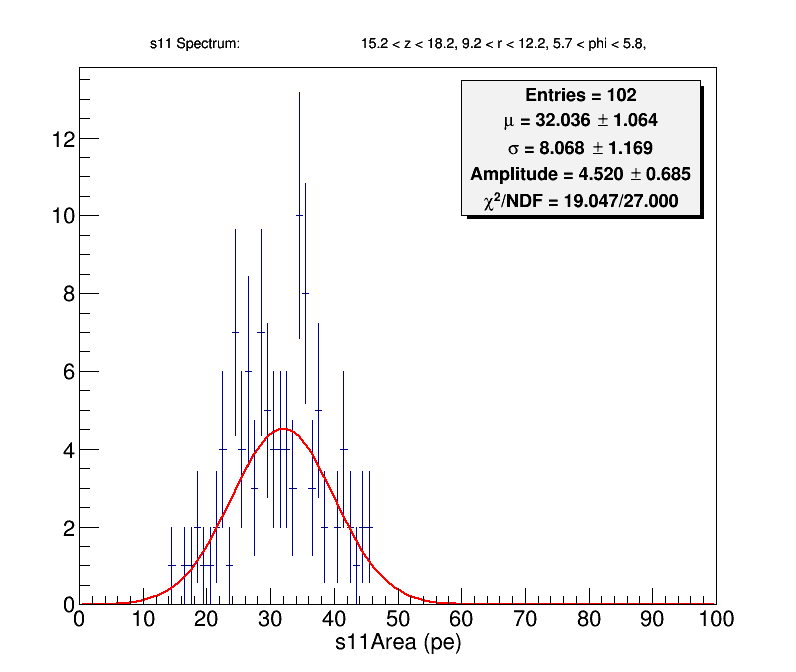 s11 Spectrum: 15.2 < z < 18.2, 9.2 < r < 12.2, 5.7 < phi < 5.8,
Entries = 102
μ = 32.036 ± 1.064
σ = 8.068 ± 1.169
Amplitude = 4.520 ± 0.685
χ²/NDF = 19.047/27.000
12
10
8
6
4
2
0
0 10 20 30 40 50 60 70 80 90 100
s11Area (pe)